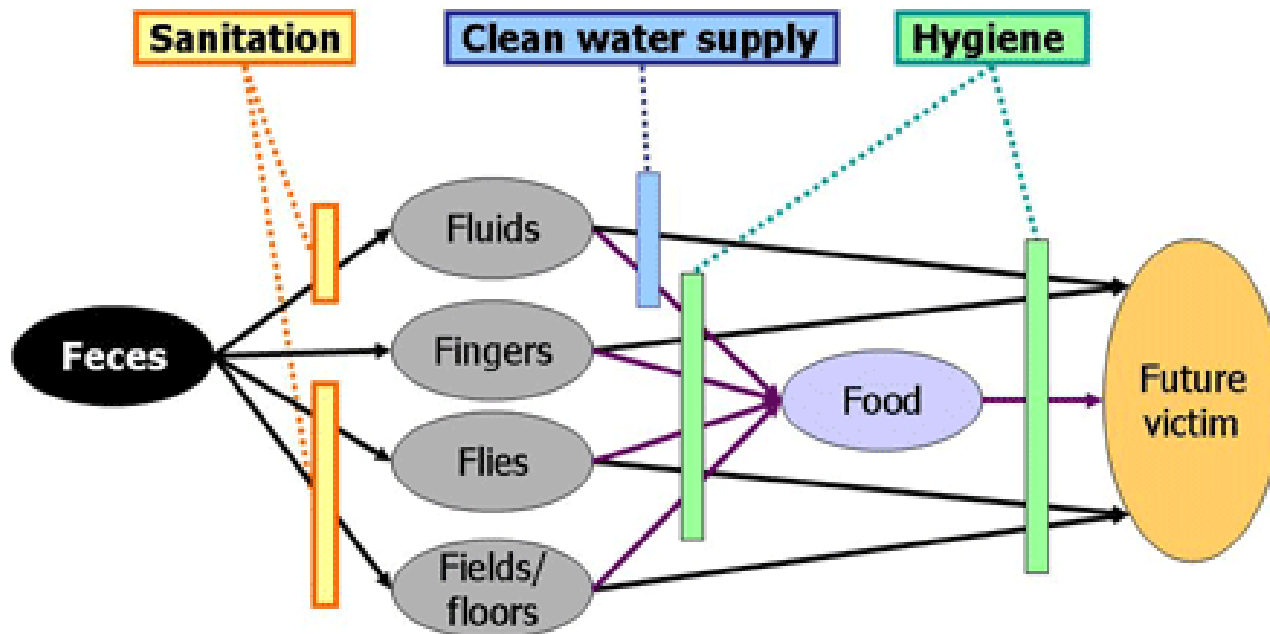 Sanitation
Clean water supply
Hygiene
Fluids
Feces
Fingers
Food
Future
victim
Flies
Fields/
floors